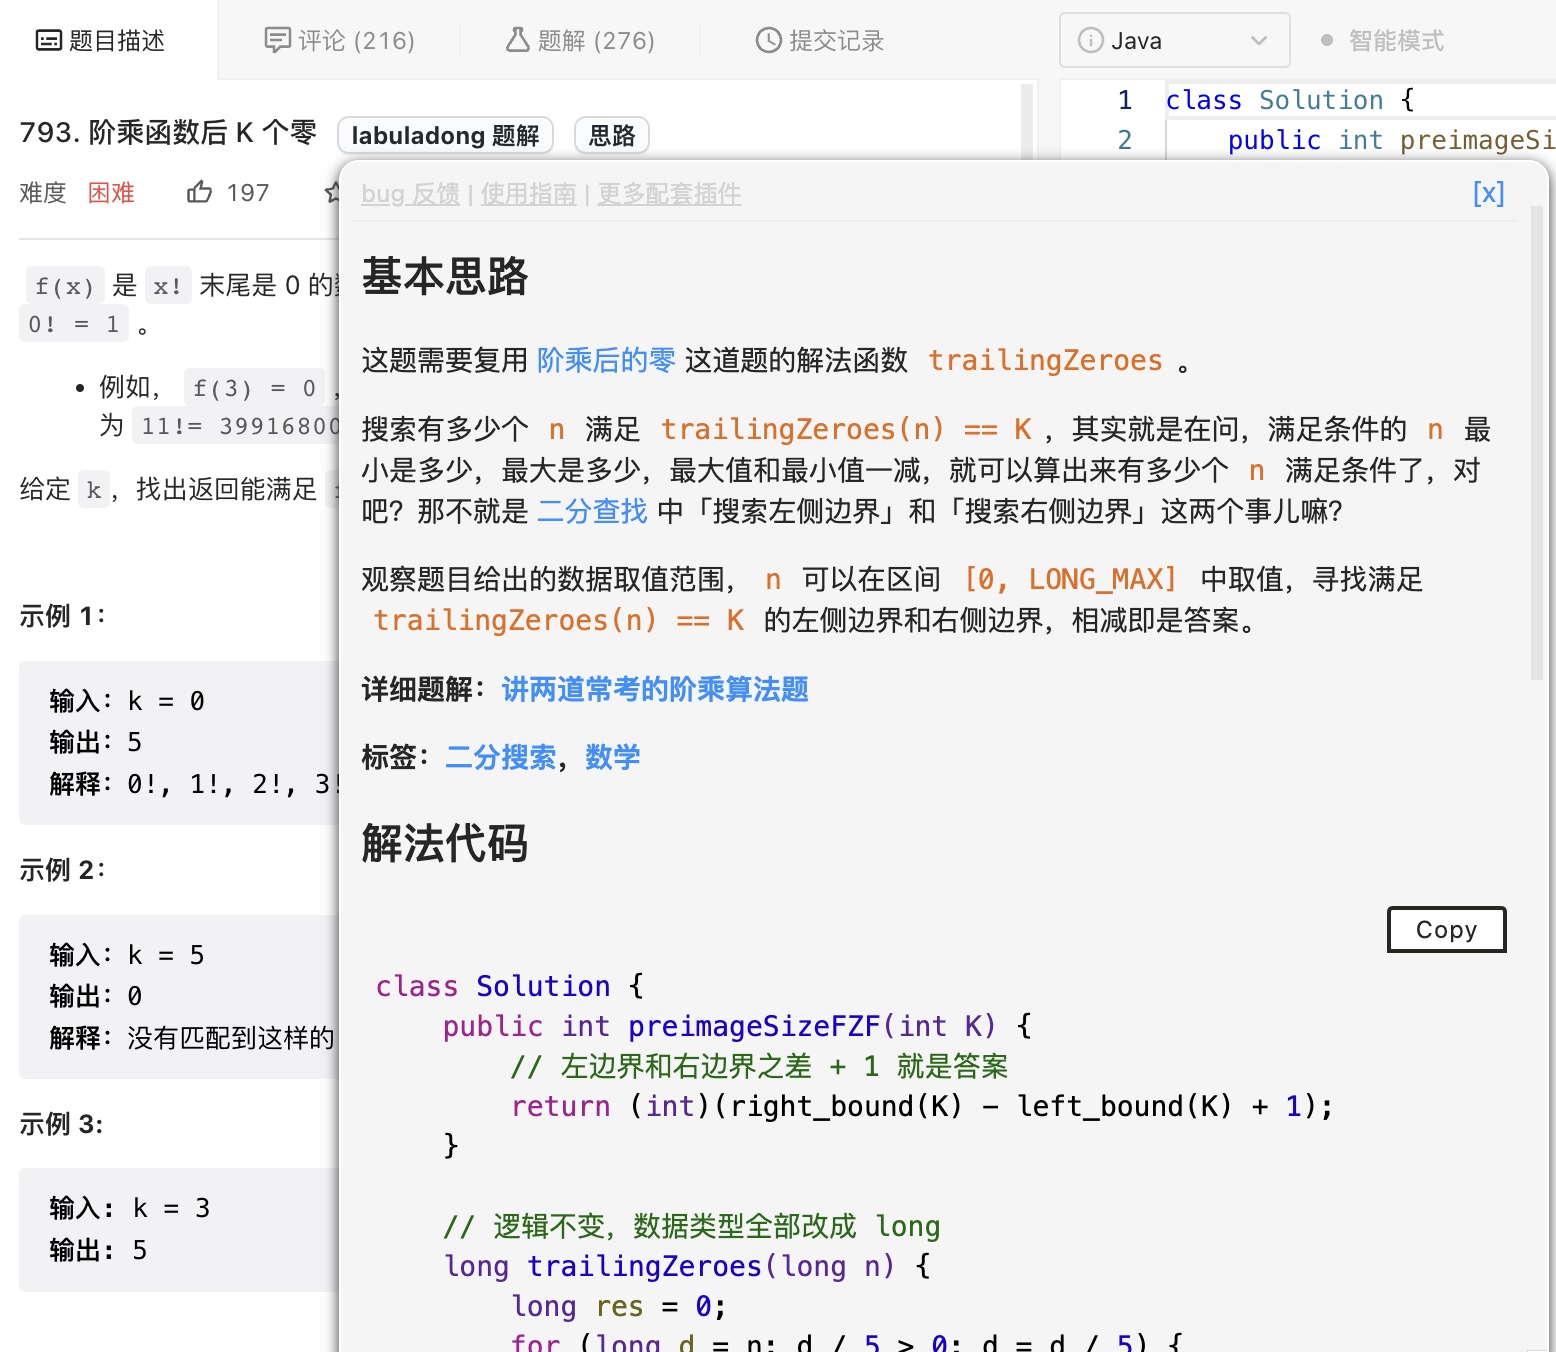 题目描述
评论 (216)
题解 (276)
提交记录
Java
智能模式
793. 阶乘函数后 K 个零
labuladong 题解
思路
难度 困难 197
f(x) 是 x! 末尾是 0 的
0! = 1 。
• 例如， f(3) = 0 ，
为 11!= 39916800
给定 k，找出返回能满足
示例 1：
输入：k = 0
输出：5
解释：0!, 1!, 2!, 3!
示例 2：
输入：k = 5
输出：0
解释：没有匹配到这样的
示例 3:
输入: k = 3
输出: 5
1 class Solution {
2 public int preimageSi
bug 反馈 | 使用指南 | 更多配套插件
[x]
基本思路
这题需要复用 阶乘后的零 这道题的解法函数 trailingZeroes 。
搜索有多少个 n 满足 trailingZeroes(n) == K ，其实就是在问，满足条件的 n 最
小是多少，最大是多少，最大值和最小值一减，就可以算出来有多少个 n 满足条件了，对
吧？那不就是 二分查找 中「搜索左侧边界」和「搜索右侧边界」这两个事儿嘛？
观察题目给出的数据取值范围， n 可以在区间 [0, LONG_MAX] 中取值，寻找满足
trailingZeroes(n) == K 的左侧边界和右侧边界，相减即是答案。
详细题解：讲两道常考的阶乘算法题
标签：二分搜索，数学
解法代码
Copy
class Solution {
public int preimageSizeFZF(int K) {
// 左边界和右边界之差 + 1 就是答案
return (int)(right_bound(K) - left_bound(K) + 1);
}
// 逻辑不变，数据类型全部改成 long
long trailingZeroes(long n) {
long res = 0;
for (long d = n; d / 5 > 0; d = d / 5) {